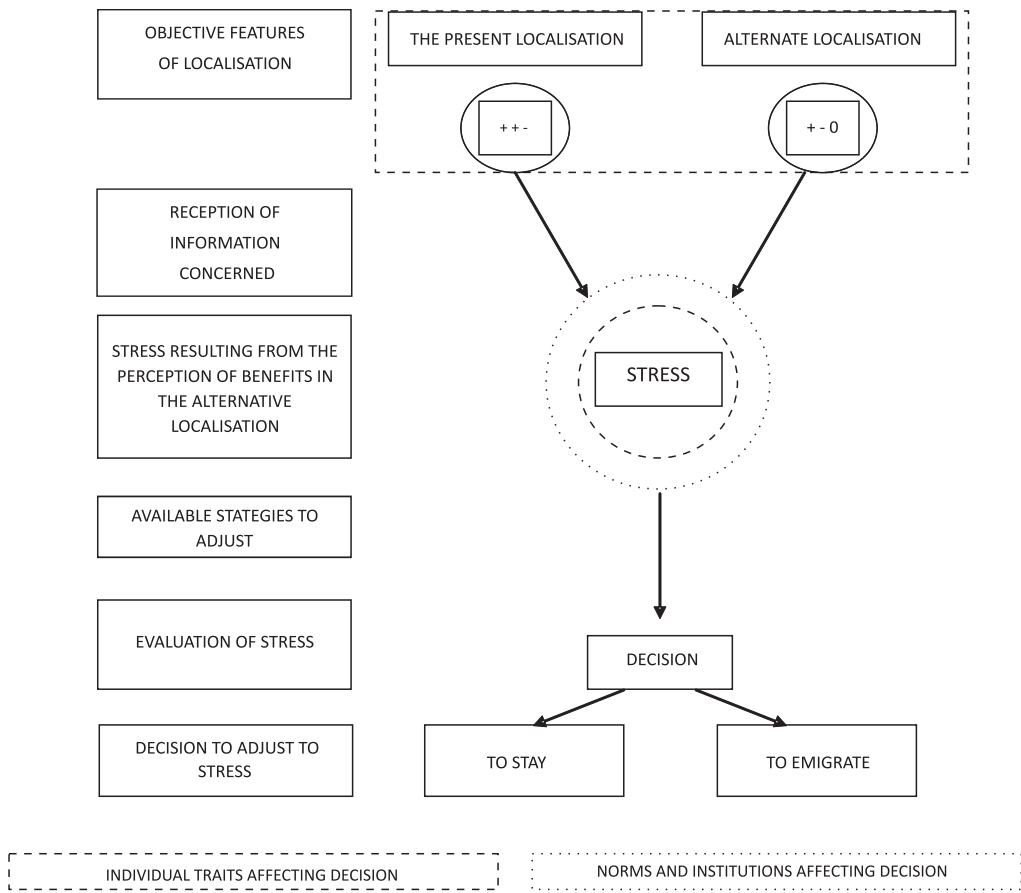 OBJECTIVE FEATURES
OF LOCALISATION
THE PRESENT LOCALISATION
ALTERNATE LOCALISATION
+ + -
+ - 0
RECEPTION OF
INFORMATION
CONCERNED
STRESS RESULTING FROM THE
PERCEPTION OF BENEFITS IN
THE ALTERNATIVE
LOCALISATION
STRESS
AVAILABLE STATEGIES TO
ADJUST
EVALUATION OF STRESS
DECISION
DECISION TO ADJUST TO
STRESS
TO STAY
TO EMIGRATE
INDIVIDUAL TRAITS AFFECTING DECISION
NORMS AND INSTITUTIONS AFFECTING DECISION